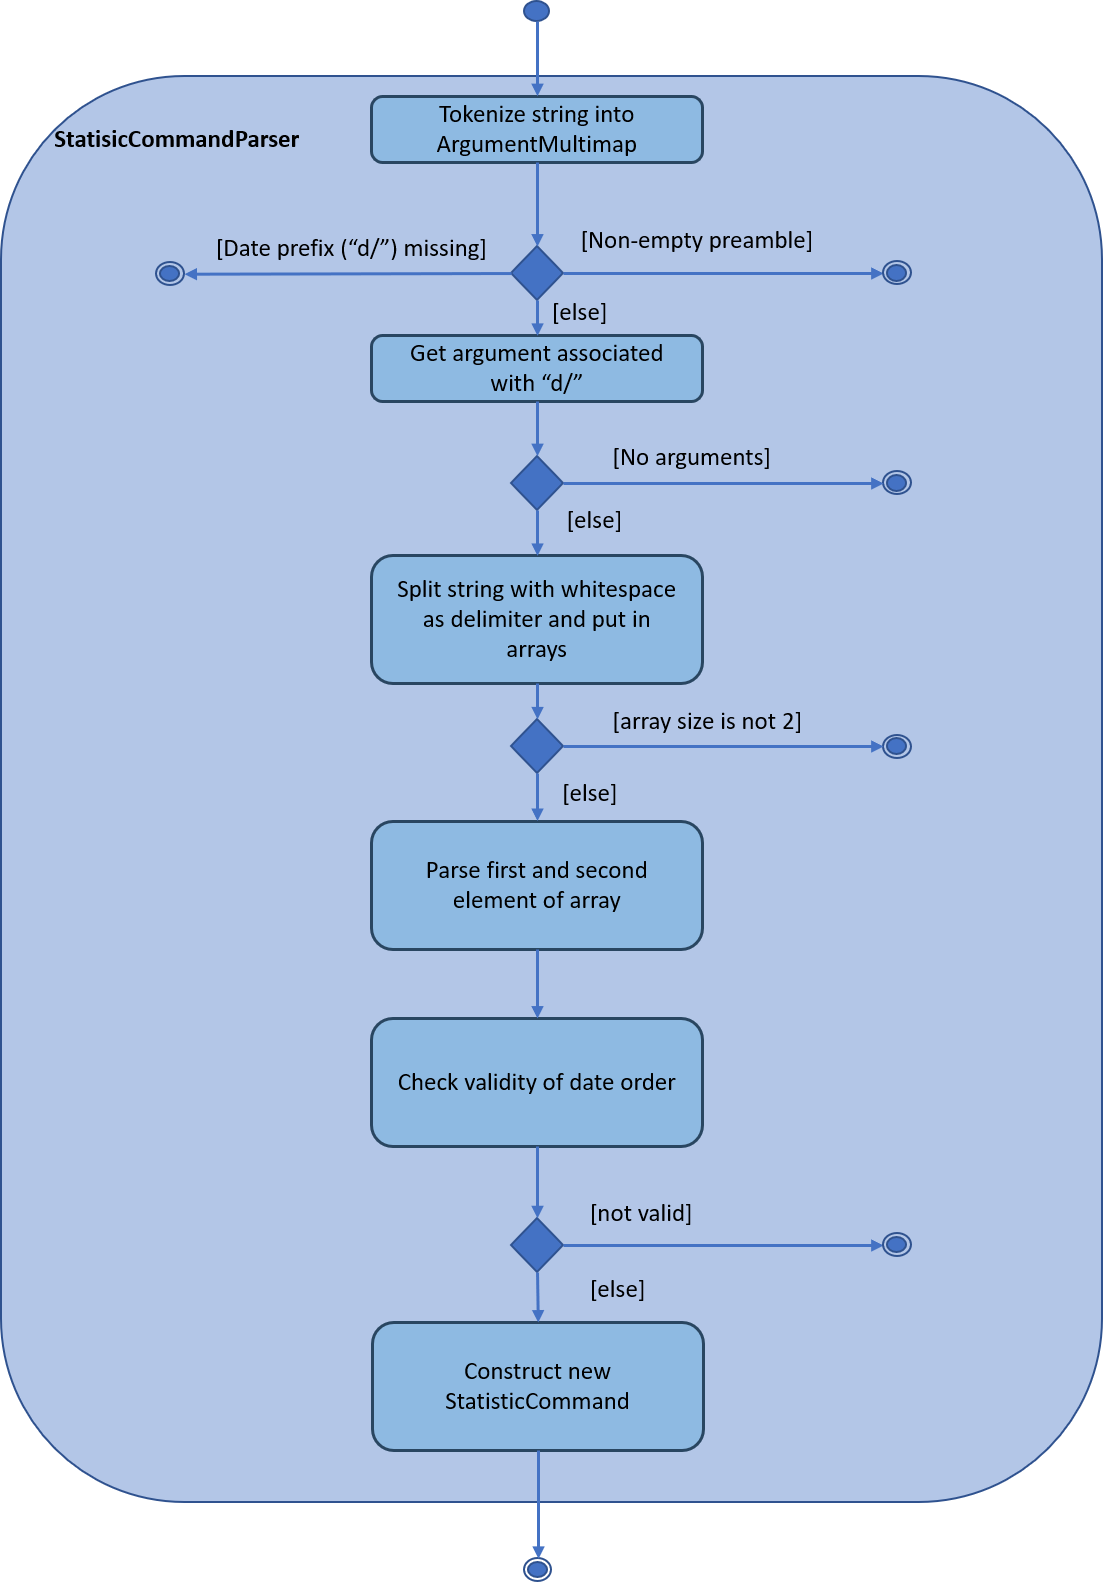 Tokenize string into
ArgumentMultimap
StatisicCommandParser
[Date prefix (“d/”) missing]
[Non-empty preamble]
[else]
Get argument associated
with “d/”
[No arguments]
[else]
Split string with whitespace
as delimiter and put in
arrays
[array size is not 2]
[else]
Parse first and second
element of array
Check validity of date order
[not valid]
[else]
Construct new
StatisticCommand